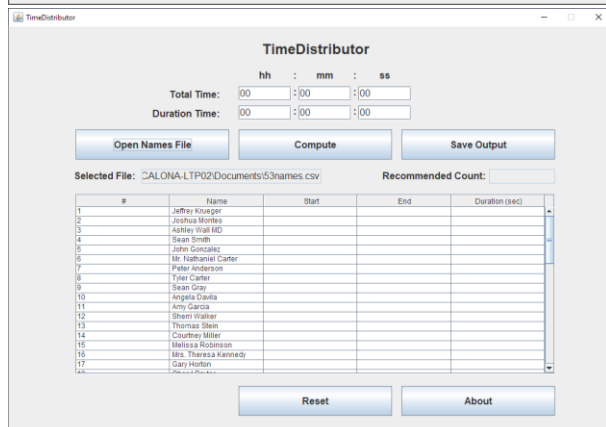 TimeDistributor
TimeDistributor
hh : mm : ss
Total Time: 00 : 00 : 00
Duration Time: 00 : 00 : 00
Open Names File Compute Save Output
Selected File: CALONA-LTP02\Documents\53names.csv Recommended Count:
# Name Start End Duration (sec)
1 Jeffrey Krueger
2 Joshua Montes
3 Ashley Wall MD
4 Sean Smith
5 John Gonzalez
6 Mr. Nathaniel Carter
7 Peter Anderson
8 Tyler Carter
9 Sean Gray
10 Angela Davila
11 Amy Garcia
12 Sherri Walker
13 Thomas Stein
14 Courtney Miller
15 Melissa Robinson
16 Mrs. Theresa Kennedy
17 Gary Horton
Reset About